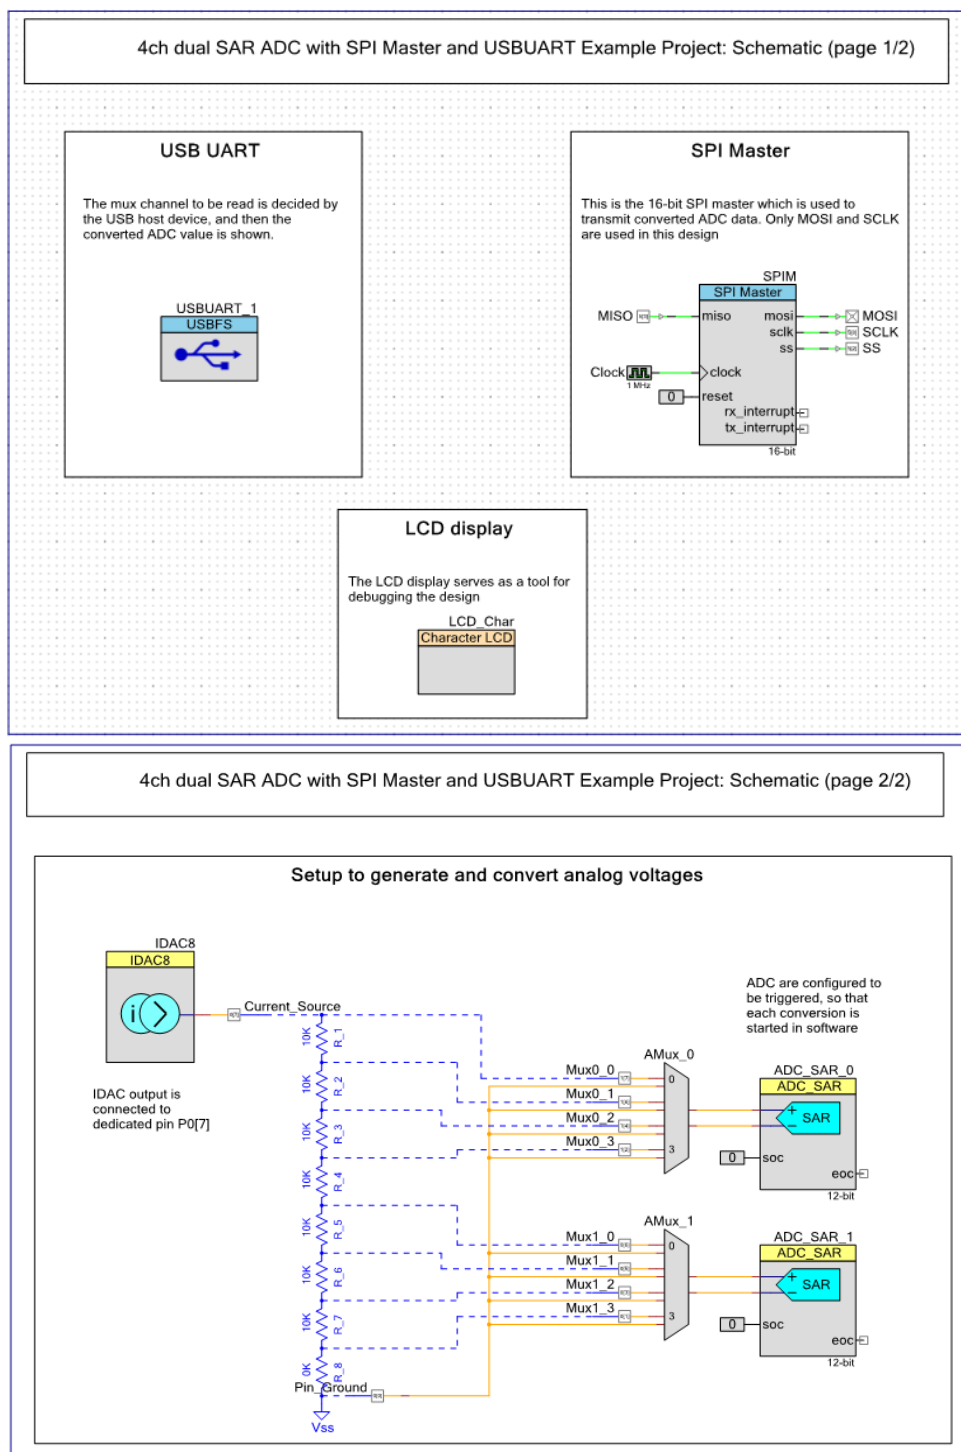 4ch dual SAR ADC with SPI Master and USBUART Example Project: Schematic (page 1/2)
USB UART
The mux channel to be read is decided by
the USB host device, and then the
converted ADC value is shown.
USBUART_1
USBFS
SPI Master
This is the 16-bit SPI master which is used to
transmit converted ADC data. Only MOSI and SCLK
are used in this design
SPIM
SPI Master
MISO
miso
mosi
MOSI
sclk
SCLK
ss
SS
Clock
1 MHz
clock
0
reset
rx_interrupt
tx_interrupt
16-bit
LCD display
The LCD display serves as a tool for
debugging the design
LCD_Char
Character LCD
4ch dual SAR ADC with SPI Master and USBUART Example Project: Schematic (page 2/2)
Setup to generate and convert analog voltages
IDAC8
IDAC8
i
IDAC output is
connected to
dedicated pin P0[7]
Current_Source
10K
R_1
10K
R_2
10K
R_3
10K
R_4
10K
R_5
10K
R_6
10K
R_7
0K
R_8
Pin_Ground
Vss
Mux0_0
Mux0_1
Mux0_2
Mux0_3
AMux_0
0
3
ADC are configured to
be triggered, so that
each conversion is
started in software
ADC_SAR_0
ADC_SAR
+
SAR
−
0
soc
eoc
12-bit
Mux1_0
Mux1_1
Mux1_2
Mux1_3
AMux_1
0
3
ADC_SAR_1
ADC_SAR
+
SAR
−
0
soc
eoc
12-bit